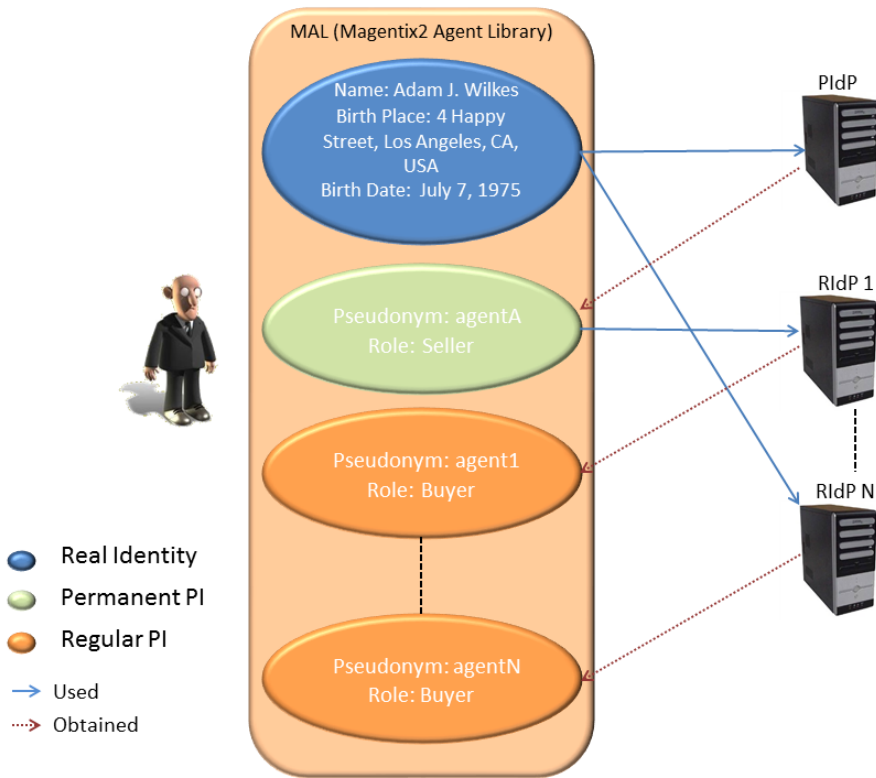 MAL (Magentix2 Agent Library)
Name: Adam J. Wilkes
Birth Place: 4 Happy
Street, Los Angeles, CA,
USA
Birth Date: July 7, 1975
PIdP
Pseudonym: agentA
Role: Seller
RIdP 1
Pseudonym: agent1
Role: Buyer
RIdP N
Pseudonym: agentN
Role: Buyer
Real Identity
Permanent PI
Regular PI
Used
Obtained